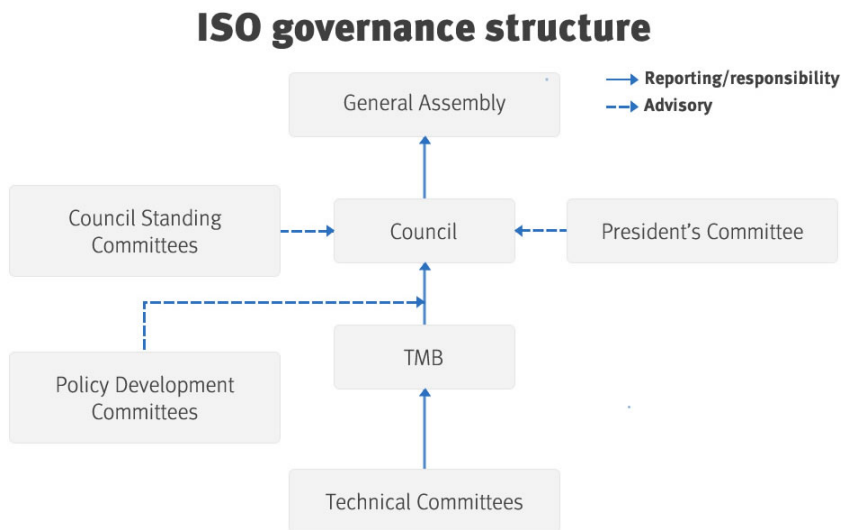 ISO governance structure
General Assembly
Reporting/responsibility
Advisory
Council Standing
Committees
Council
President's Committee
Policy Development
Committees
TMB
Technical Committees